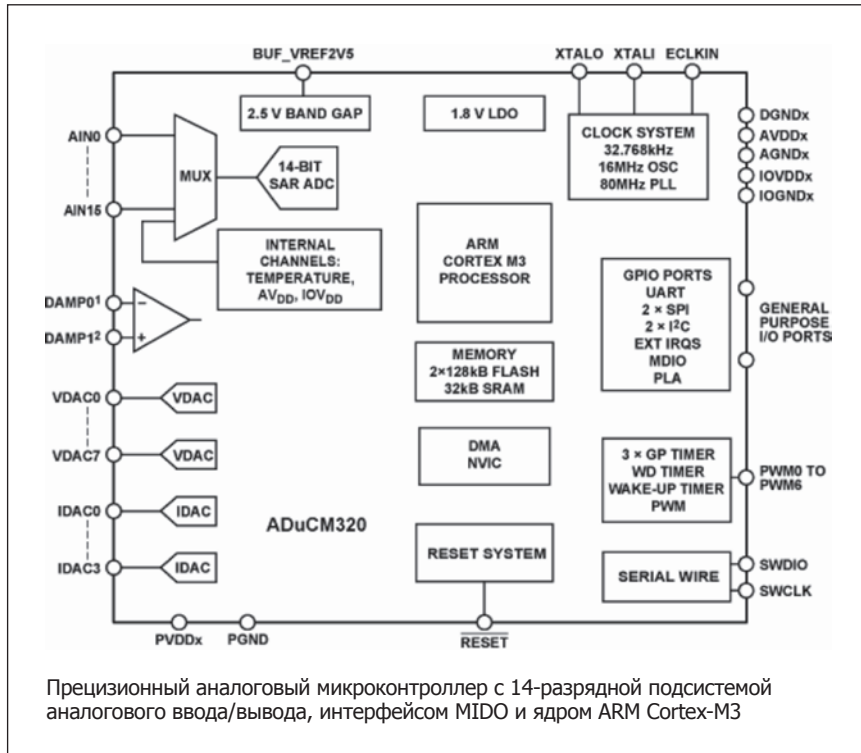 BUF_VREF2V5
XTALO XTALI ECLKIN
2.5 V BAND GAP
1.8 V LDO
CLOCK SYSTEM
32.768kHz
16MHz OSC
80MHz PLL
DGNDx
AVDDx
AGNDx
IOVDDx
IOGNDx
AIN0
AIN15
MUX
14-BIT
SAR ADC
INTERNAL
CHANNELS:
TEMPERATURE,
AVDD, IOVDD
ARM
CORTEX M3
PROCESSOR
GPIO PORTS
UART
2 × SPI
2 × I²C
EXT IRQS
MDIO
PLA
GENERAL
PURPOSE
I/O PORTS
DAMP0¹
DAMP1²
−
+
MEMORY
2×128kB FLASH
32kB SRAM
VDAC0
VDAC
VDAC7
VDAC
IDAC0
IDAC
IDAC3
IDAC
DMA
NVIC
3 × GP TIMER
WD TIMER
WAKE-UP TIMER
PWM
PWM0 TO
PWM6
ADuCM320
RESET SYSTEM
SERIAL WIRE
SWDIO
SWCLK
PVDDx
PGND
RESET
Прецизионный аналоговый микроконтроллер с 14-разрядной подсистемой
аналогового ввода/вывода, интерфейсом MIDO и ядром ARM Cortex-M3